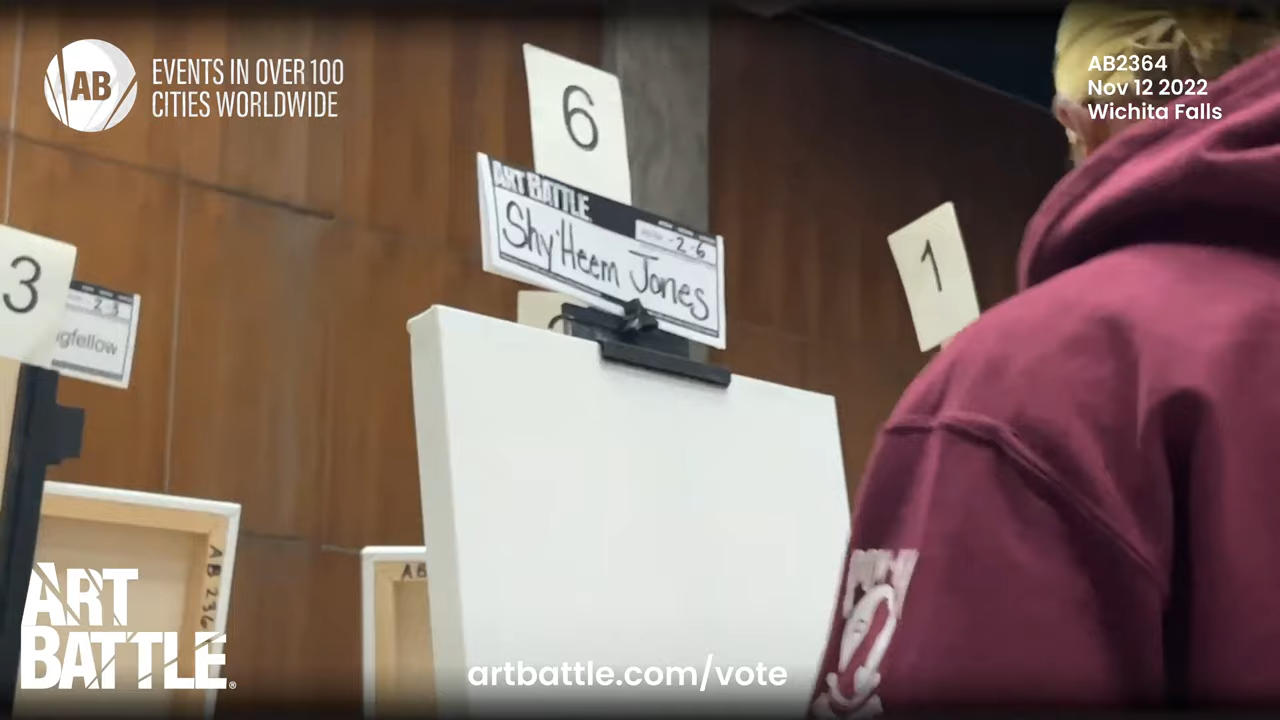 AB
EVENTS IN OVER 100
CITIES WORLDWIDE
AB2364
Nov 12 2022
Wichita Falls
6
ART BATTLE
-2-6
Shy'Heem Jones
1
3
2 3
gfellow
AB 236
AB
ART
BATTLE
artbattle.com/vote